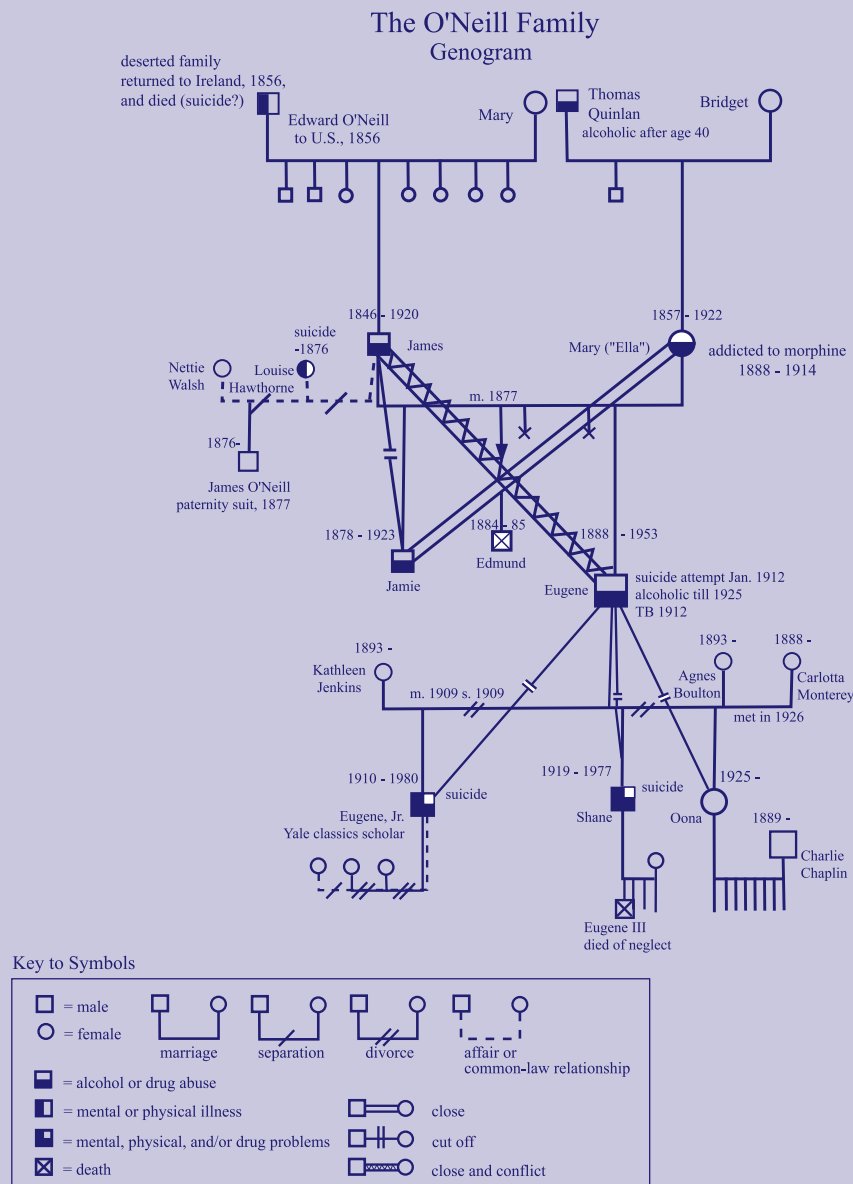 The O'Neill Family
Genogram
deserted family
returned to Ireland, 1856,
and died (suicide?)
Edward O'Neill
to U.S., 1856
Mary
Thomas
Quinlan
alcoholic after age 40
Bridget
1846 - 1920
James
1857 - 1922
Mary ("Ella")
addicted to morphine
1888 - 1914
suicide
-1876
Nettie
Walsh
Louise
Hawthorne
m. 1877
1876-
James O'Neill
paternity suit, 1877
1878 - 1923
Jamie
1884 - 85
Edmund
1888 - 1953
Eugene
suicide attempt Jan. 1912
alcoholic till 1925
TB 1912
1893 -
Kathleen
Jenkins
m. 1909 s. 1909
1893 -
Agnes
Boulton
1888 -
Carlotta
Monterey
met in 1926
1910 - 1980
suicide
Eugene, Jr.
Yale classics scholar
1919 - 1977
suicide
Shane
1925 -
Oona
1889 -
Charlie
Chaplin
Eugene III
died of neglect
Key to Symbols
= male
= female
marriage
separation
divorce
affair or
common-law relationship
= alcohol or drug abuse
= mental or physical illness
= mental, physical, and/or drug problems
= death
close
cut off
close and conflict